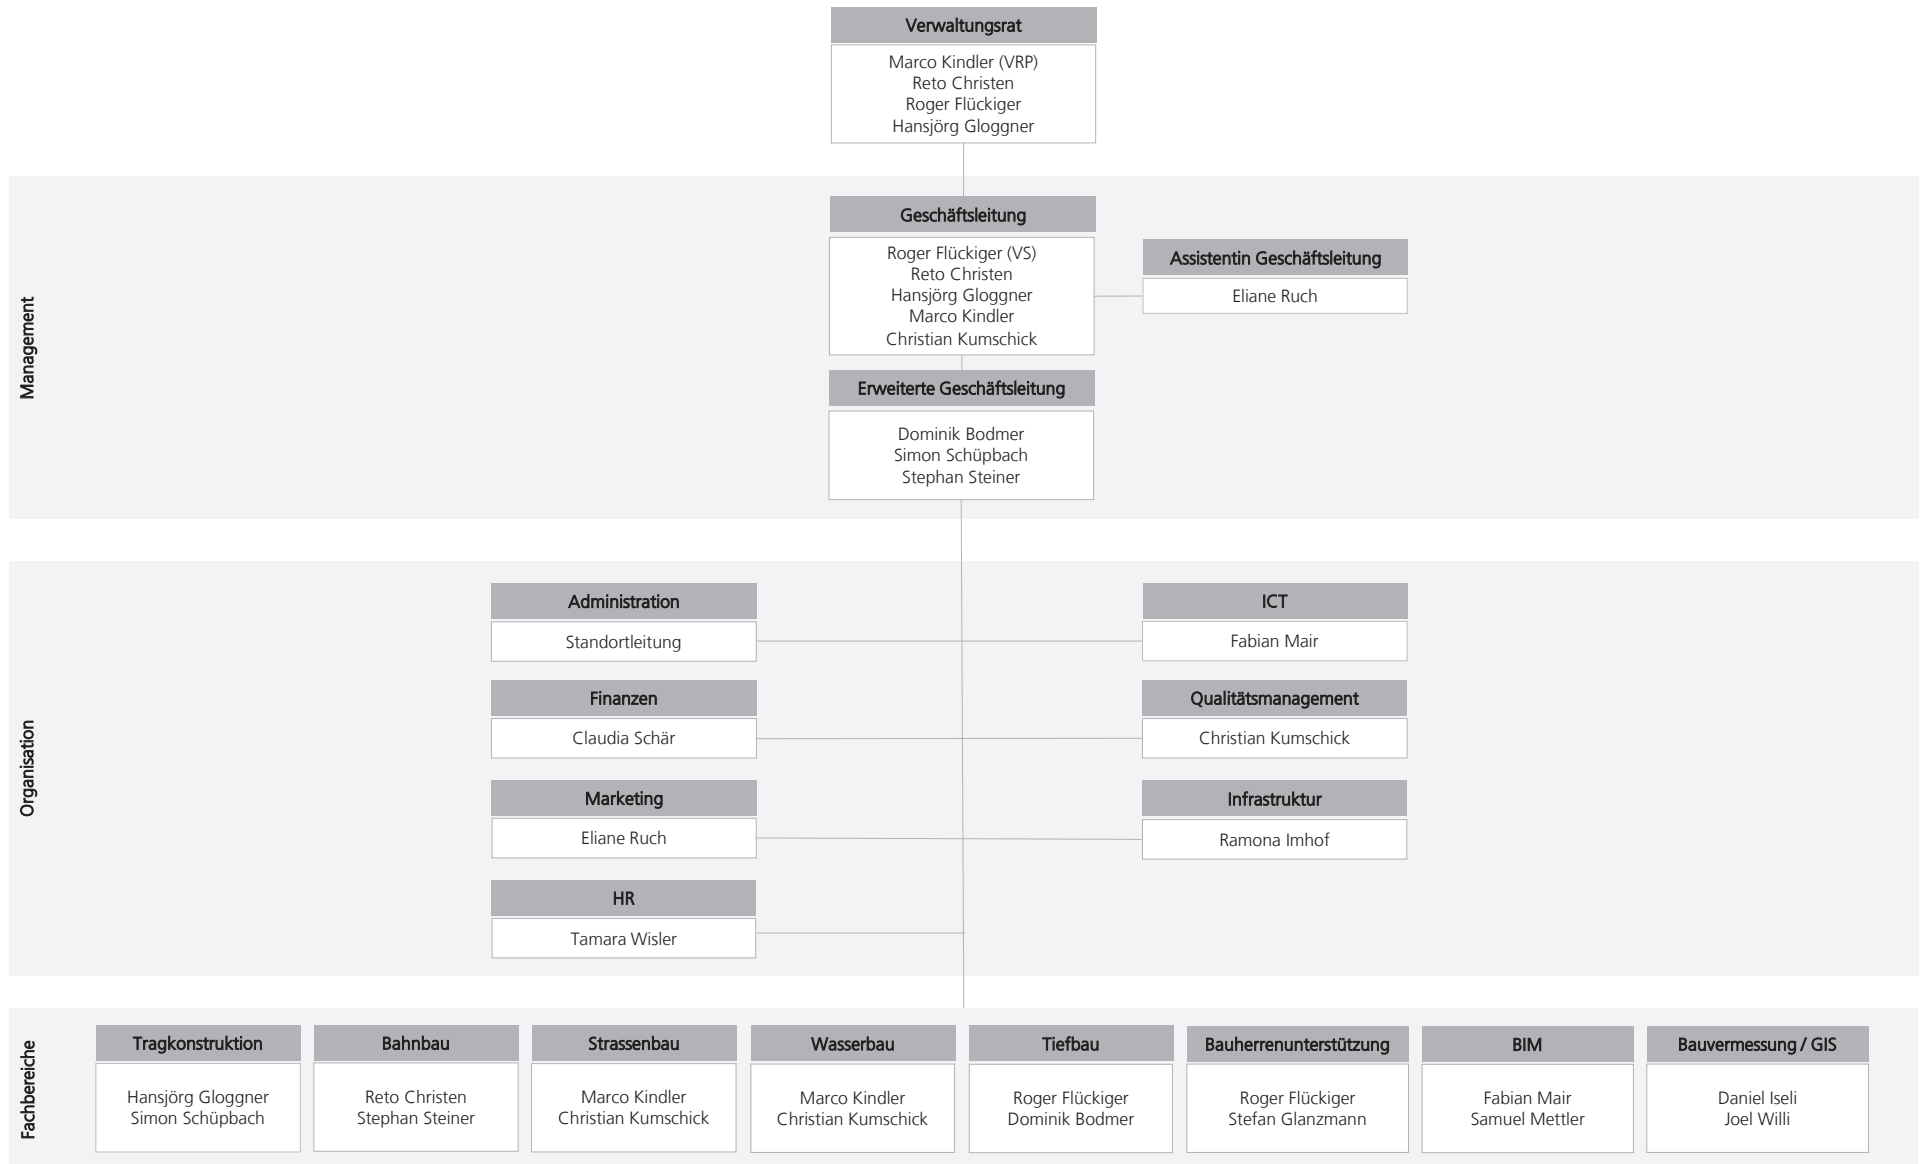 Verwaltungsrat
Marco Kindler (VRP)
Reto Christen
Roger Flückiger
Hansjörg Gloggner
Management
Geschäftsleitung
Roger Flückiger (VS)
Reto Christen
Hansjörg Gloggner
Marco Kindler
Christian Kumschick
Assistentin Geschäftsleitung
Eliane Ruch
Erweiterte Geschäftsleitung
Dominik Bodmer
Simon Schüpbach
Stephan Steiner
Organisation
Administration
Standortleitung
ICT
Fabian Mair
Finanzen
Claudia Schär
Qualitätsmanagement
Christian Kumschick
Marketing
Eliane Ruch
Infrastruktur
Ramona Imhof
HR
Tamara Wisler
Fachbereiche
Tragkonstruktion
Hansjörg Gloggner
Simon Schüpbach
Bahnbau
Reto Christen
Stephan Steiner
Strassenbau
Marco Kindler
Christian Kumschick
Wasserbau
Marco Kindler
Christian Kumschick
Tiefbau
Roger Flückiger
Dominik Bodmer
Bauherrenunterstützung
Roger Flückiger
Stefan Glanzmann
BIM
Fabian Mair
Samuel Mettler
Bauvermessung / GIS
Daniel Iseli
Joel Willi